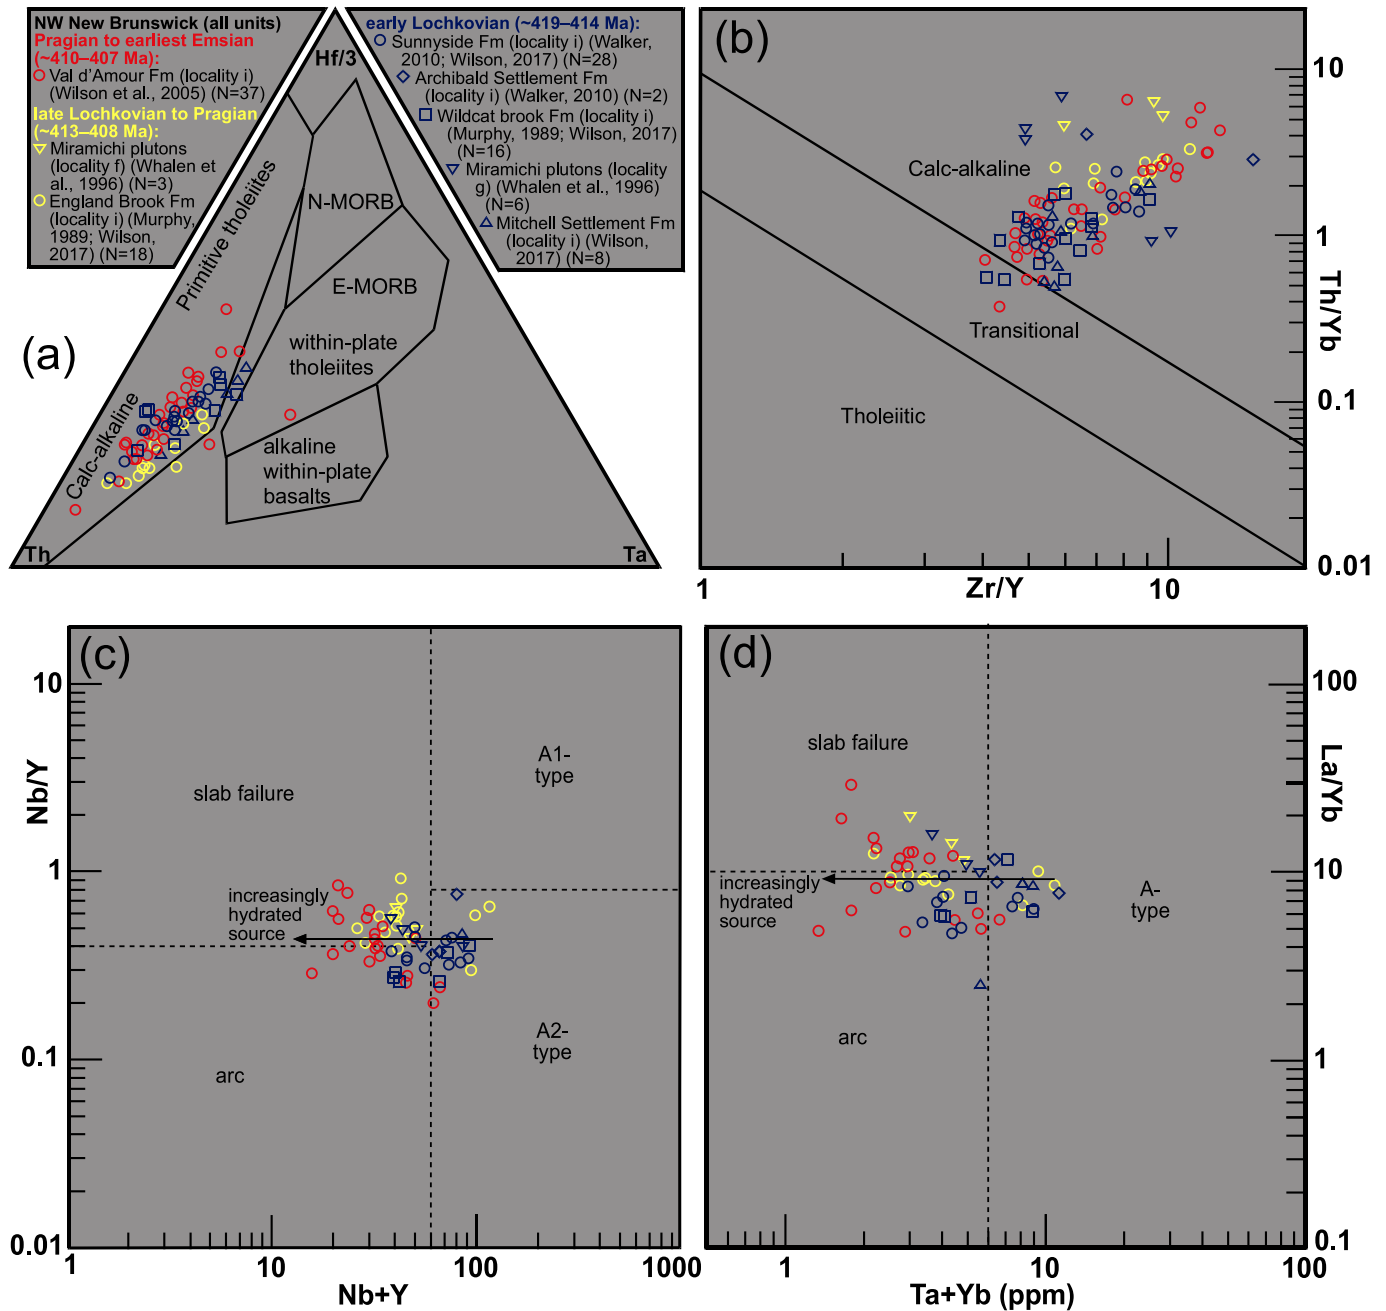 NW New Brunswick (all units)
Pragian to earliest Emsian
(~410–407 Ma):
Val d’Amour Fm (locality i)
(Wilson et al., 2005) (N=37)
late Lochkovian to Pragian
(~413–408 Ma):
Miramichi plutons
(locality f) (Whalen et
al., 1996) (N=3)
England Brook Fm
(locality i) (Murphy,
1989; Wilson,
2017) (N=18)
early Lochkovian (~419–414 Ma):
Sunnyside Fm (locality i) (Walker,
2010; Wilson, 2017) (N=28)
Archibald Settlement Fm
(locality i) (Walker, 2010) (N=2)
Wildcat brook Fm (locality i)
(Murphy, 1989; Wilson, 2017)
(N=16)
Miramichi plutons (locality
g) (Whalen et al., 1996)
(N=6)
Mitchell Settlement Fm
(locality i) (Wilson,
2017) (N=8)
(a)
Hf/3
Primitive tholeiites
N-MORB
E-MORB
within-plate
tholeiites
Calc-alkaline
alkaline
within-plate
basalts
Th
Ta
(b)
Calc-alkaline
Transitional
Tholeiitic
10
1
0.1
0.01
Th/Yb
1
10
Zr/Y
(c)
10
1
0.1
0.01
Nb/Y
slab failure
A1-
type
increasingly
hydrated
source
A2-
type
arc
1
10
100
1000
Nb+Y
(d)
slab failure
increasingly
hydrated
source
A-
type
arc
100
10
1
0.1
La/Yb
1
10
100
Ta+Yb (ppm)